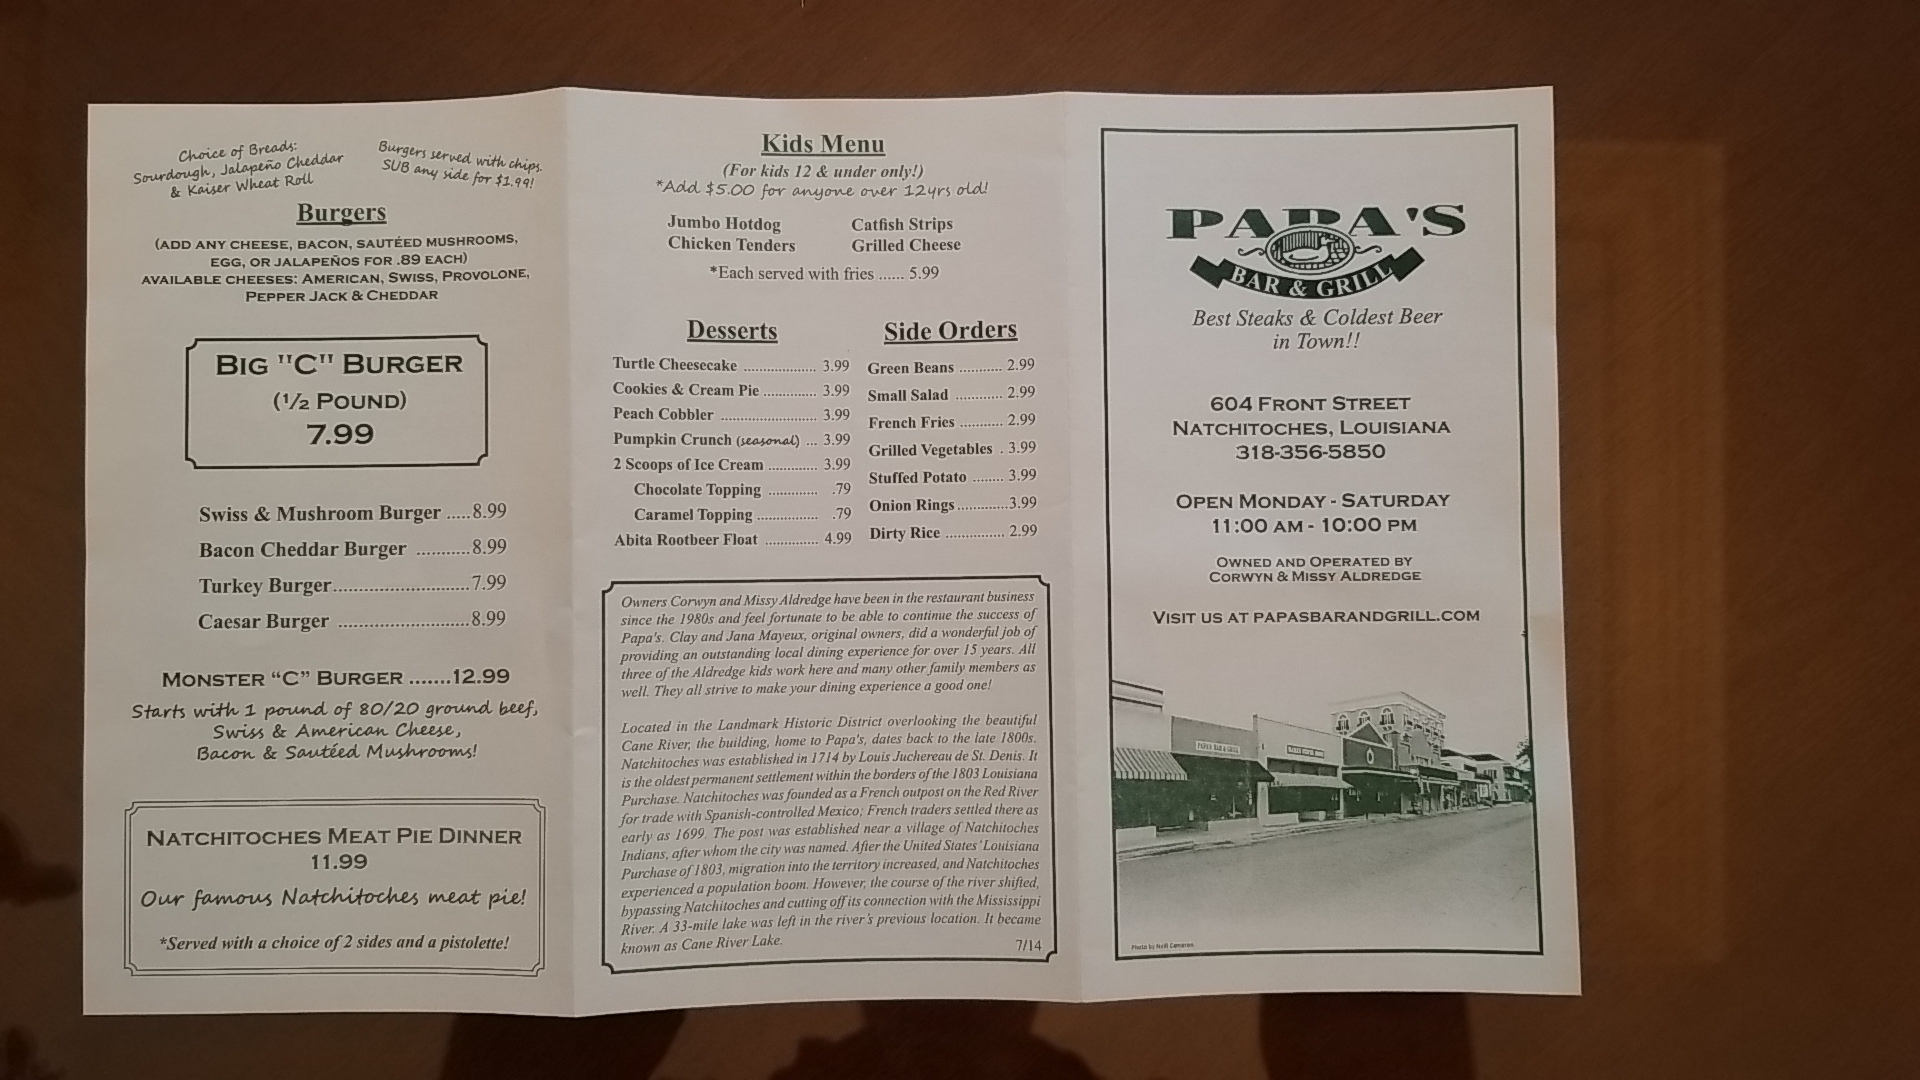 Choice of Breads:
Sourdough, Jalapeño Cheddar
& Kaiser Wheat Roll
Burgers served with chips.
SUB any side for $1.99!
Burgers
(ADD ANY CHEESE, BACON, SAUTÉED MUSHROOMS,
EGG, OR JALAPEÑOS FOR .89 EACH)
AVAILABLE CHEESES: AMERICAN, SWISS, PROVOLONE,
PEPPER JACK & CHEDDAR
BIG "C" BURGER
(1/2 POUND)
7.99
Swiss & Mushroom Burger .....8.99
Bacon Cheddar Burger ...........8.99
Turkey Burger............................7.99
Caesar Burger ..........................8.99
MONSTER “C” BURGER .......12.99
Starts with 1 pound of 80/20 ground beef,
Swiss & American Cheese,
Bacon & Sautéed Mushrooms!
NATCHITOCHES MEAT PIE DINNER
11.99
Our famous Natchitoches meat pie!
*Served with a choice of 2 sides and a pistolette!
Kids Menu
(For kids 12 & under only!)
*Add $5.00 for anyone over 12yrs old!
Jumbo Hotdog
Chicken Tenders
Catfish Strips
Grilled Cheese
*Each served with fries ...... 5.99
Desserts
Turtle Cheesecake ................... 3.99
Cookies & Cream Pie .............. 3.99
Peach Cobbler ......................... 3.99
Pumpkin Crunch (seasonal) ... 3.99
2 Scoops of Ice Cream ............. 3.99
Chocolate Topping ............. .79
Caramel Topping ................ .79
Abita Rootbeer Float .............. 4.99
Side Orders
Green Beans ........... 2.99
Small Salad ............ 2.99
French Fries ........... 2.99
Grilled Vegetables . 3.99
Stuffed Potato ........ 3.99
Onion Rings.............3.99
Dirty Rice ............... 2.99
Owners Corwyn and Missy Aldredge have been in the restaurant business
since the 1980s and feel fortunate to be able to continue the success of
Papa's. Clay and Jana Mayeux, original owners, did a wonderful job of
providing an outstanding local dining experience for over 15 years. All
three of the Aldredge kids work here and many other family members as
well. They all strive to make your dining experience a good one!
Located in the Landmark Historic District overlooking the beautiful
Cane River, the building, home to Papa's, dates back to the late 1800s.
Natchitoches was established in 1714 by Louis Juchereau de St. Denis. It
is the oldest permanent settlement within the borders of the 1803 Louisiana
Purchase. Natchitoches was founded as a French outpost on the Red River
for trade with Spanish-controlled Mexico; French traders settled there as
early as 1699. The post was established near a village of Natchitoches
Indians, after whom the city was named. After the United States' Louisiana
Purchase of 1803, migration into the territory increased, and Natchitoches
experienced a population boom. However, the course of the river shifted,
bypassing Natchitoches and cutting off its connection with the Mississippi
River. A 33-mile lake was left in the river's previous location. It became
known as Cane River Lake.
7/14
PAPA'S
BAR & GRILL
Best Steaks & Coldest Beer
in Town!!
604 FRONT STREET
NATCHITOCHES, LOUISIANA
318-356-5850
OPEN MONDAY - SATURDAY
11:00 AM - 10:00 PM
OWNED AND OPERATED BY
CORWYN & MISSY ALDREDGE
VISIT US AT PAPASBARANDGRILL.COM
PAPA'S BAR & GRILL
Photo by Neill Cameron